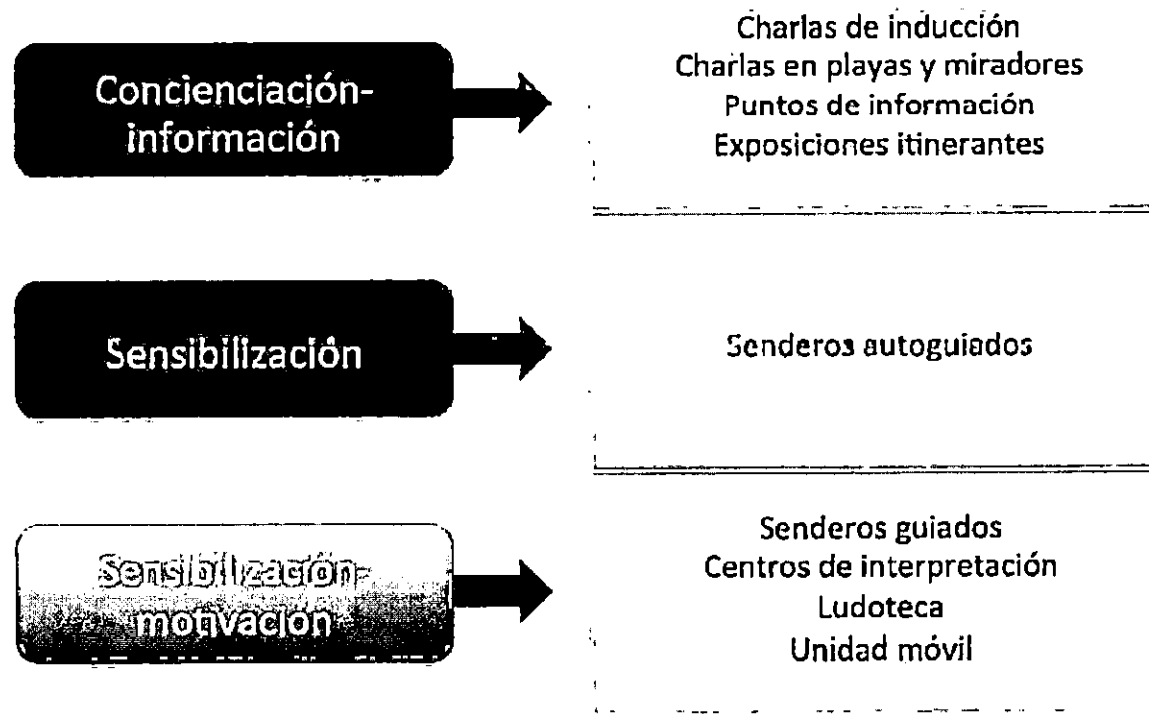 Concienciación-
información
Charlas de inducción
Charlas en playas y miradores
Puntos de información
Exposiciones itinerantes
Sensibilización
Senderos autoguiados
Sensibilización-
motivación
Senderos guiados
Centros de interpretación
Ludoteca
Unidad móvil